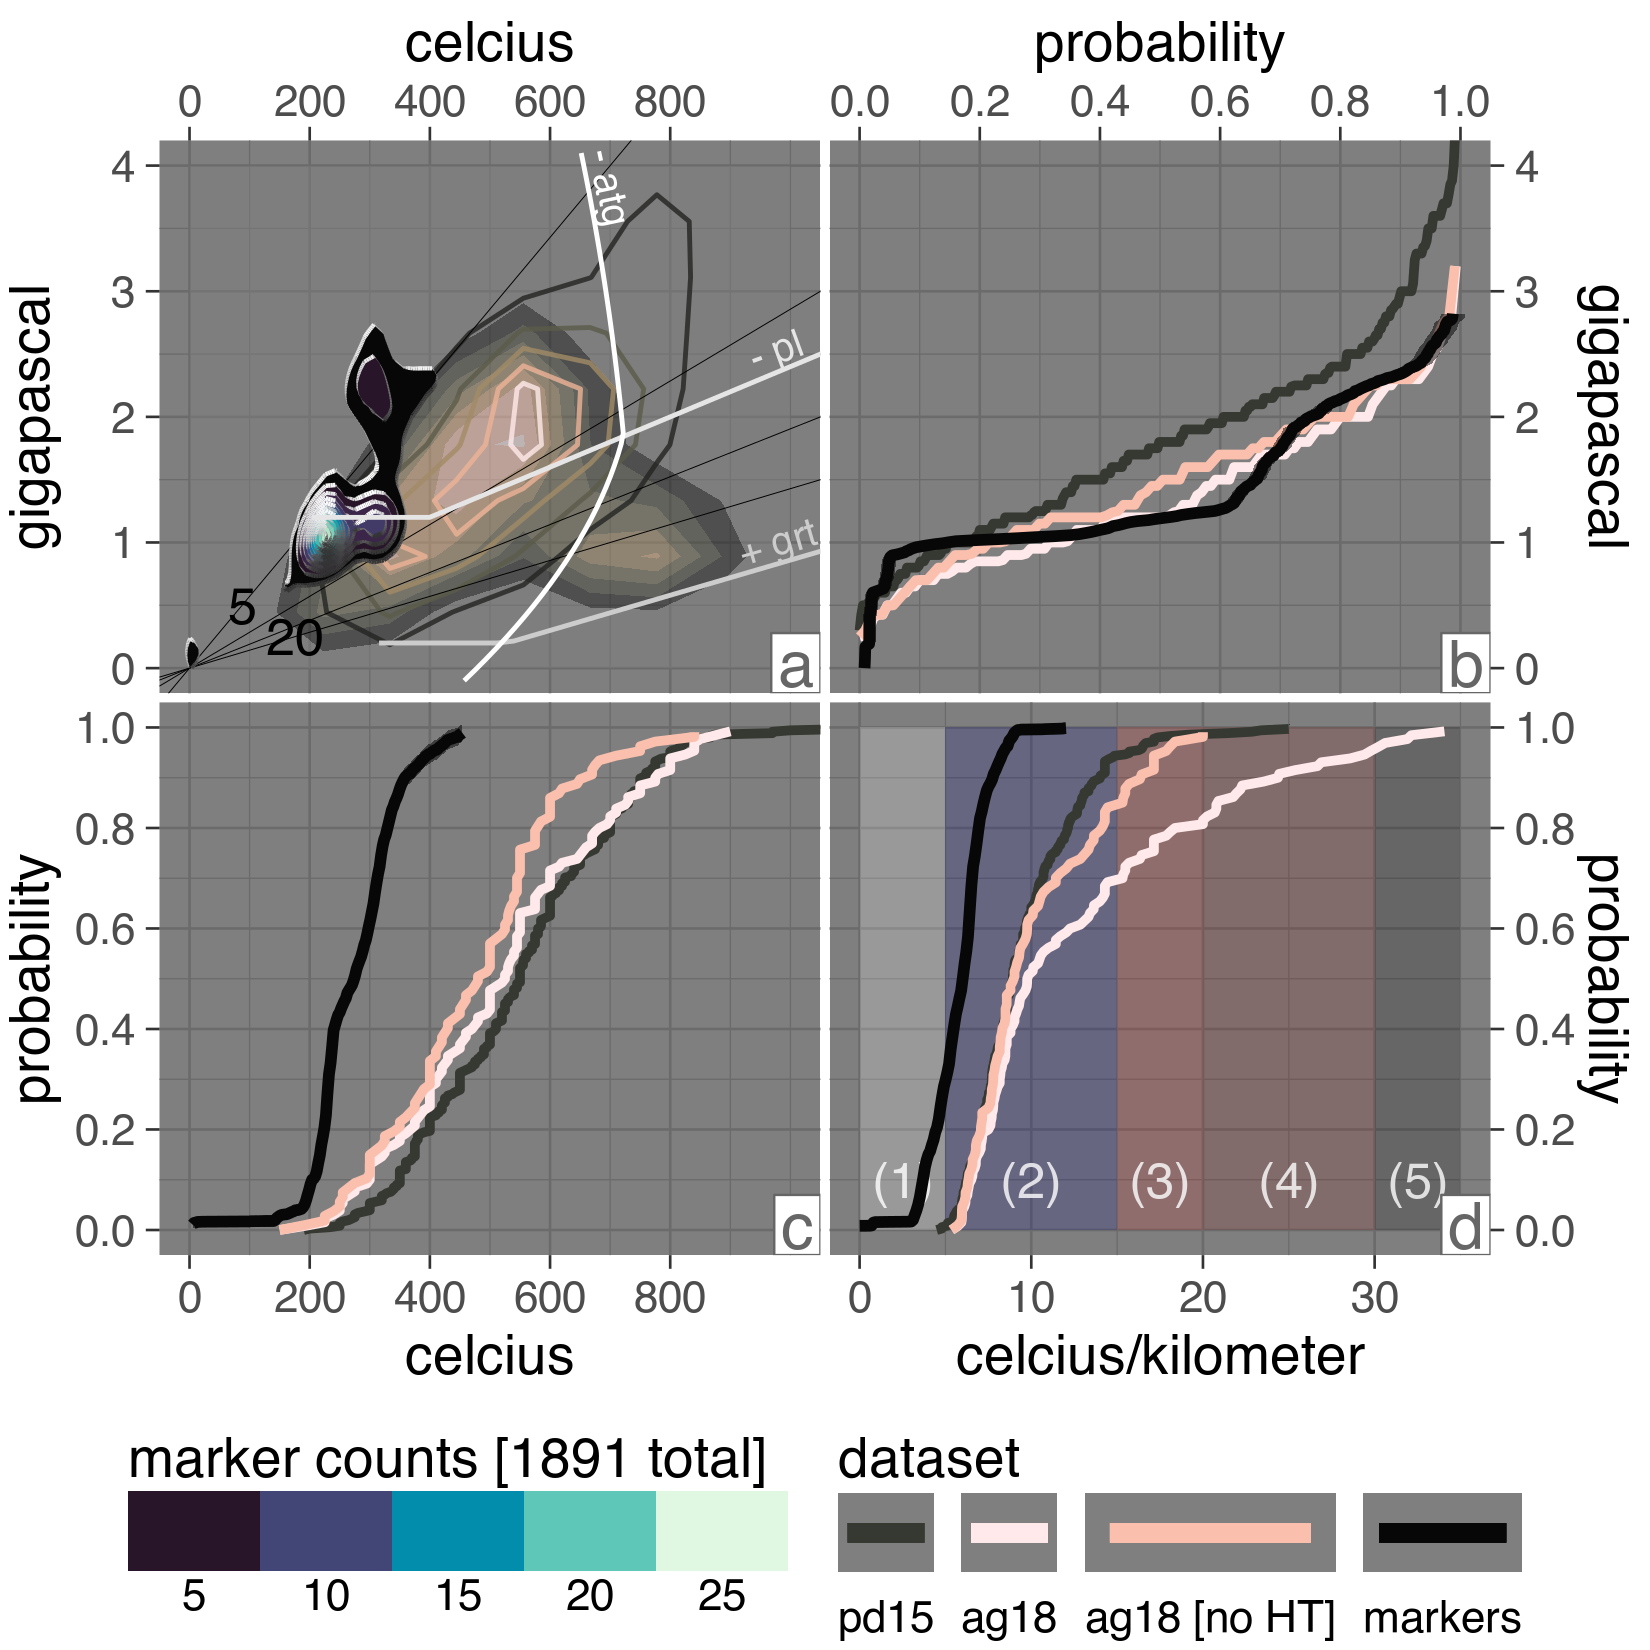 celcius
probability
0 200 400 600 800
0.0 0.2 0.4 0.6 0.8 1.0
gigapascal
4
3
2
1
0
- atg
- pl
+ grt
5
20
a
b
4
3
2
1
0
gigapascal
probability
1.0
0.8
0.6
0.4
0.2
0.0
c
(1)
(2)
(3)
(4)
(5)
d
1.0
0.8
0.6
0.4
0.2
0.0
probability
0 200 400 600 800
0 10 20 30
celcius
celcius/kilometer
marker counts [1891 total]
5 10 15 20 25
dataset
pd15 ag18 ag18 [no HT] markers